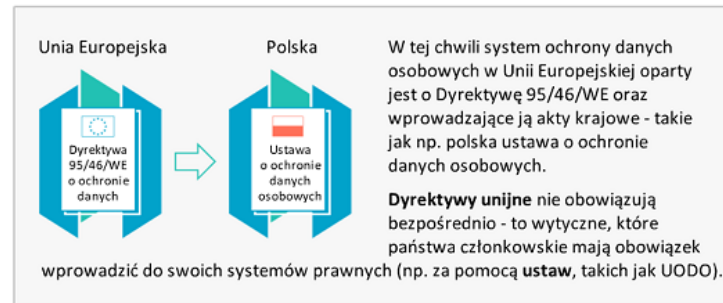 Unia Europejska
Polska
Dyrektywa
95/46/WE
o ochronie
danych
Ustawa
o ochronie
danych
osobowych
W tej chwili system ochrony danych
osobowych w Unii Europejskiej oparty
jest o Dyrektywę 95/46/WE oraz
wprowadzające ją akty krajowe - takie
jak np. polska ustawa o ochronie
danych osobowych.
Dyrektywy unijne nie obowiązują
bezpośrednio - to wytyczne, które
państwa członkowskie mają obowiązek
wprowadzić do swoich systemów prawnych (np. za pomocą ustaw, takich jak UODO).